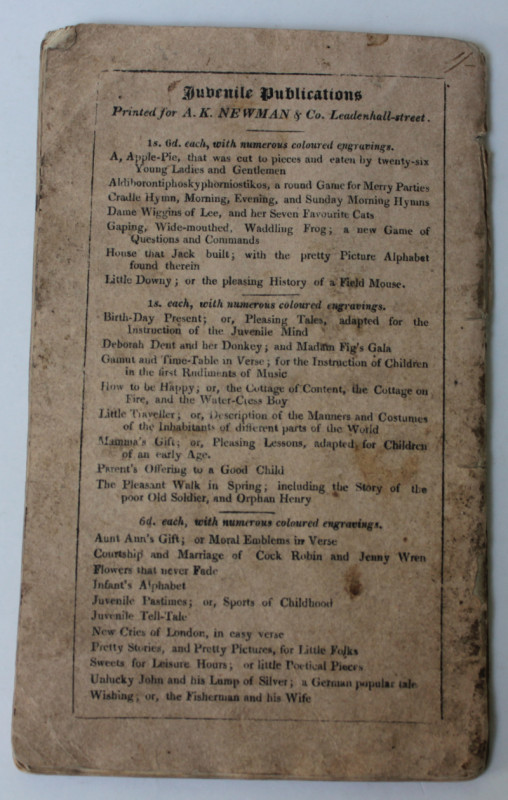 Juvenile Publications
Printed for A. K. NEWMAN & Co. Leadenhall-street.
1s. 6d. each, with numerous coloured engravings.
A, Apple-Pie, that was cut to pieces and eaten by twenty-six
Young Ladies and Gentlemen
Aldiborontiphoskyphorniostikos, a round Game for Merry Parties
Cradle Hymn, Morning, Evening, and Sunday Morning Hymns
Dame Wiggins of Lee, and her Seven Favourite Cats
Gaping, Wide-mouthed, Waddling Frog; a new Game of
Questions and Commands
House that Jack built; with the pretty Picture Alphabet
found therein
Little Downy; or the pleasing History of a Field Mouse.
1s. each, with numerous coloured engravings.
Birth-Day Present; or, Pleasing Tales, adapted for the
Instruction of the Juvenile Mind
Deborah Dent and her Donkey; and Madam Fig's Gala
Gamut and Time-Table in Verse; for the Instruction of Children
in the first Rudiments of Music
How to be Happy; or, the Cottage of Content, the Cottage on
Fire, and the Water-Cress Boy
Little Traveller; or, Description of the Manners and Costumes
of the Inhabitants of different parts of the World
Mamma's Gift; or, Pleasing Lessons, adapted for Children
of an early Age.
Parent's Offering to a Good Child
The Pleasant Walk in Spring; including the Story of the
poor Old Soldier, and Orphan Henry
6d. each, with numerous coloured engravings.
Aunt Ann's Gift; or Moral Emblems in Verse
Courtship and Marriage of Cock Robin and Jenny Wren
Flowers that never Fade
Infant's Alphabet
Juvenile Pastimes; or, Sports of Childhood
Juvenile Tell-Tale
New Cries of London, in easy verse
Pretty Stories, and Pretty Pictures, for Little Folks
Sweets for Leisure Hours; or little Poetical Pieces
Unlucky John and his Lump of Silver; a German popular tale
Wishing; or, the Fisherman and his Wife